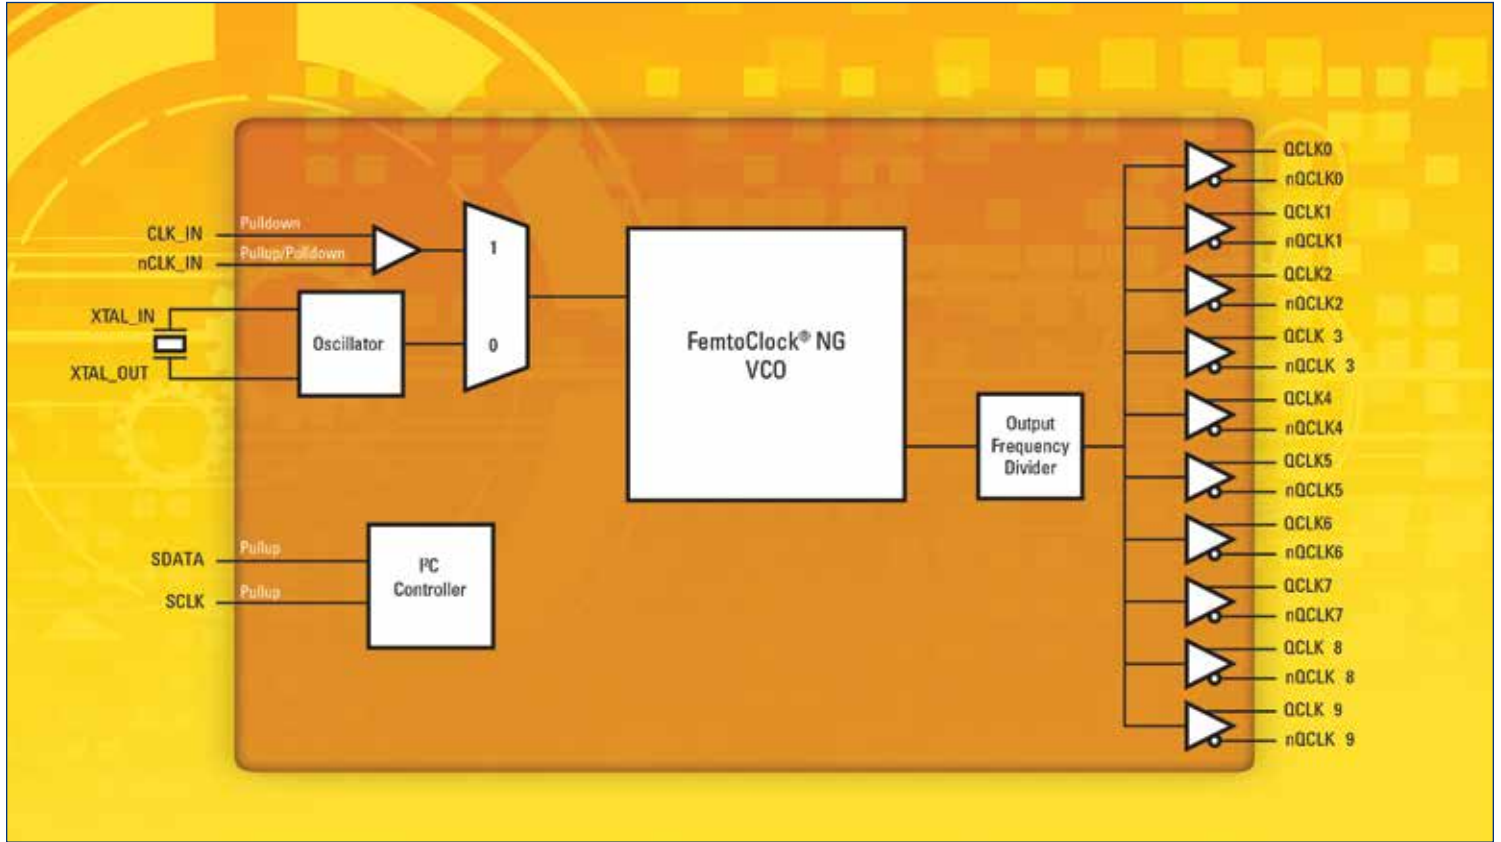 CLK_IN
Pulldown
nCLK_IN
Pullup/Pulldown
XTAL_IN
XTAL_OUT
Oscillator
1
0
FemtoClock® NG
VCO
Output
Frequency
Divider
SDATA
Pullup
SCLK
Pullup
I²C
Controller
QCLK0
nQCLK0
QCLK1
nQCLK1
QCLK2
nQCLK2
QCLK 3
nQCLK 3
QCLK4
nQCLK4
QCLK5
nQCLK5
QCLK6
nQCLK6
QCLK7
nQCLK7
QCLK 8
nQCLK 8
QCLK 9
nQCLK 9